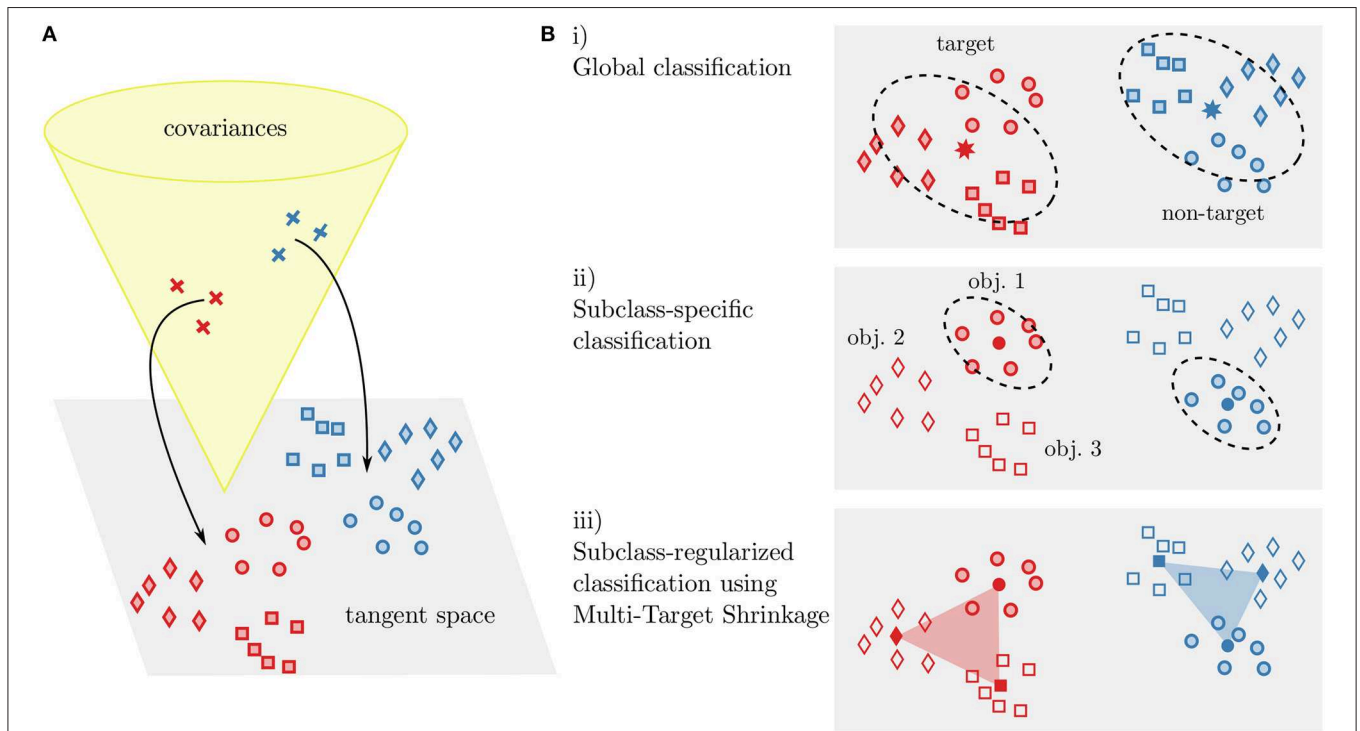 A
covariances
tangent space
B
i)
Global classification
target
non-target
ii)
Subclass-specific
classification
obj. 1
obj. 2
obj. 3
iii)
Subclass-regularized
classification using
Multi-Target Shrinkage